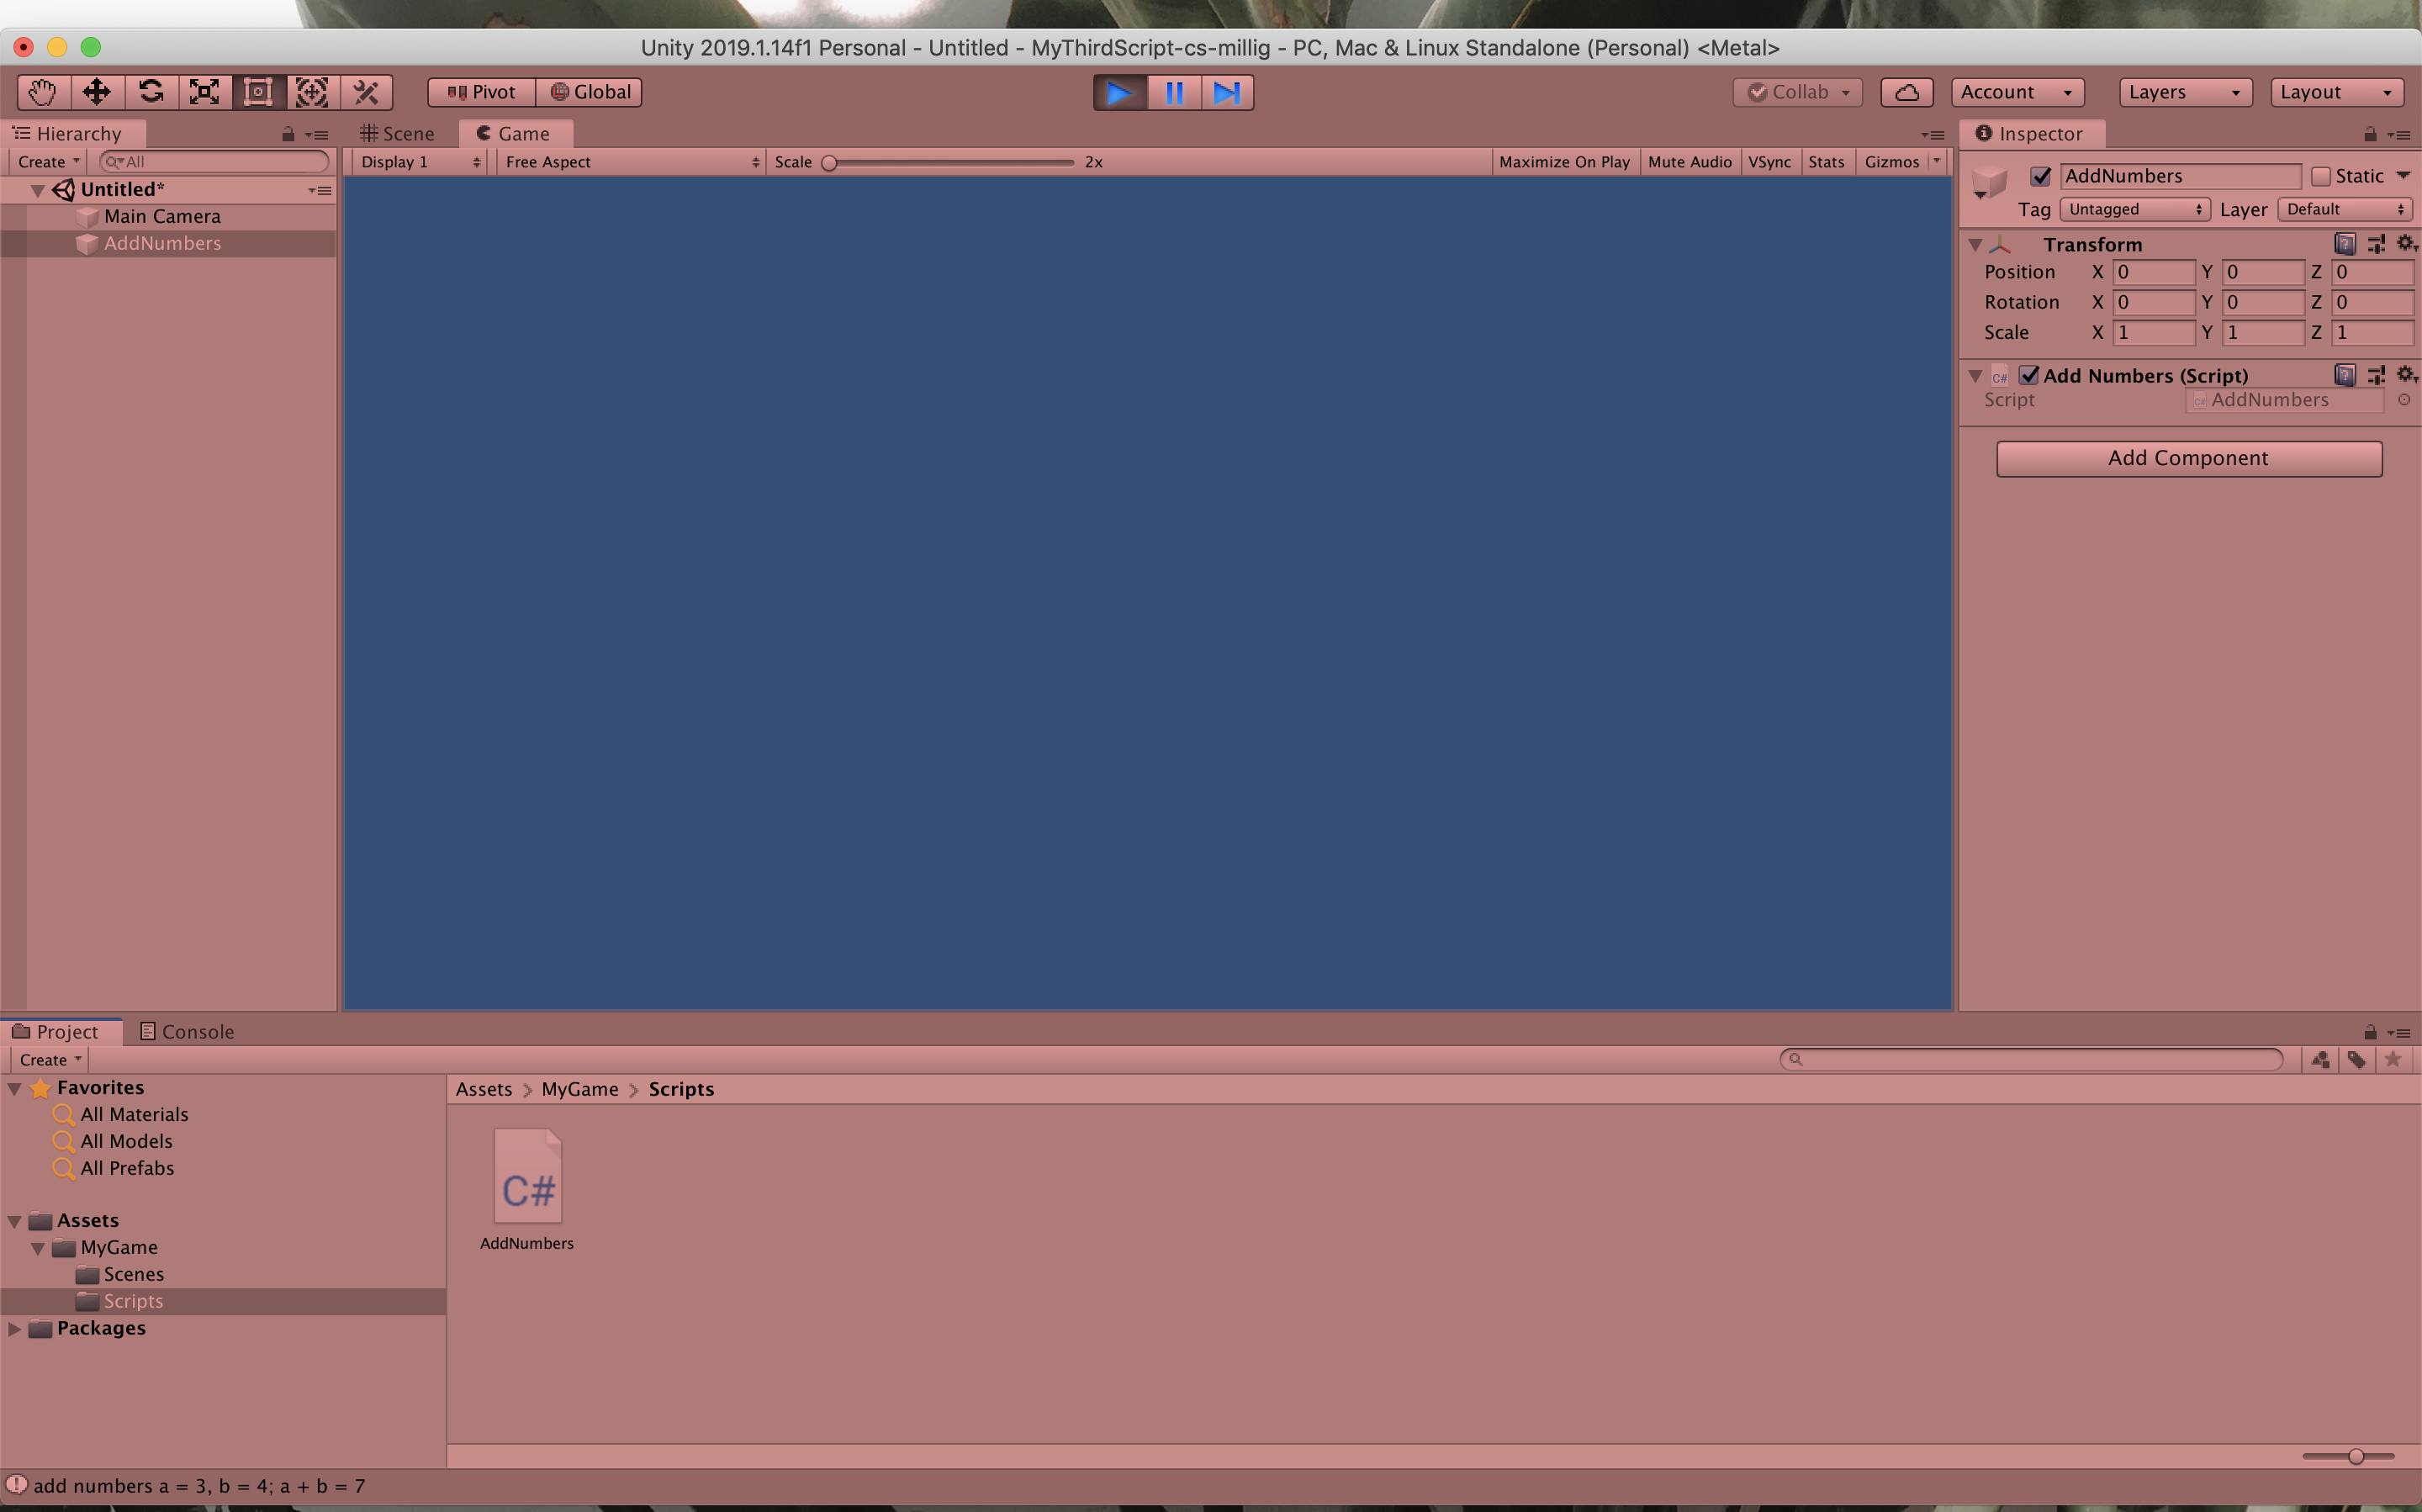 Unity 2019.1.14f1 Personal - Untitled - MyThirdScript-cs-millig - PC, Mac & Linux Standalone (Personal) <Metal>
Pivot Global Collab Account Layers Layout
Hierarchy
Create All
Untitled*
Main Camera
AddNumbers
Scene Game
Display 1 Free Aspect Scale 2x Maximize On Play Mute Audio VSync Stats Gizmos
Inspector
AddNumbers Static
Tag Untagged Layer Default
Transform
Position X 0 Y 0 Z 0
Rotation X 0 Y 0 Z 0
Scale X 1 Y 1 Z 1
C# Add Numbers (Script)
Script AddNumbers
Add Component
Project Console
Create
Favorites
All Materials
All Models
All Prefabs
Assets
MyGame
Scenes
Scripts
Packages
Assets > MyGame > Scripts
C#
AddNumbers
add numbers a = 3, b = 4; a + b = 7